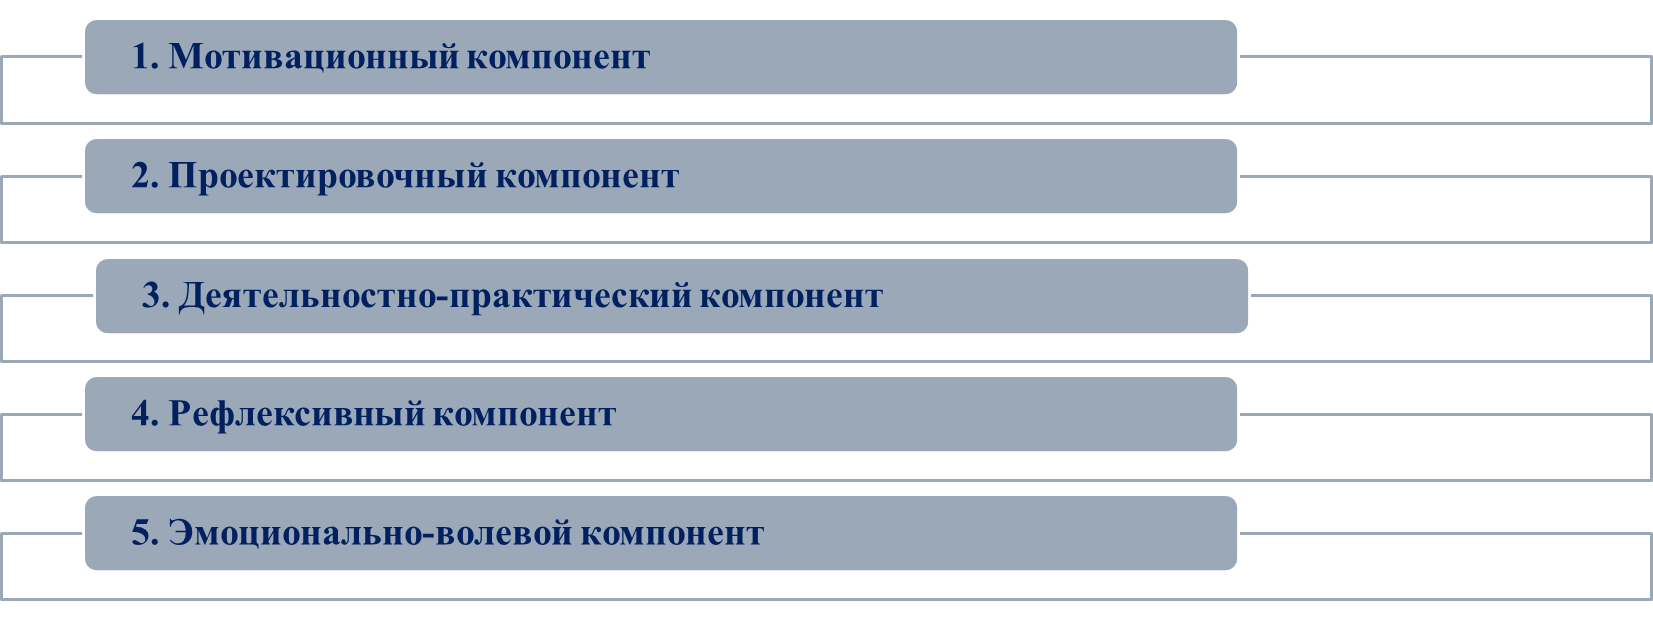 1. Мотивационный компонент
2. Проектировочный компонент
3. Деятельностно-практический компонент
4. Рефлексивный компонент
5. Эмоционально-волевой компонент